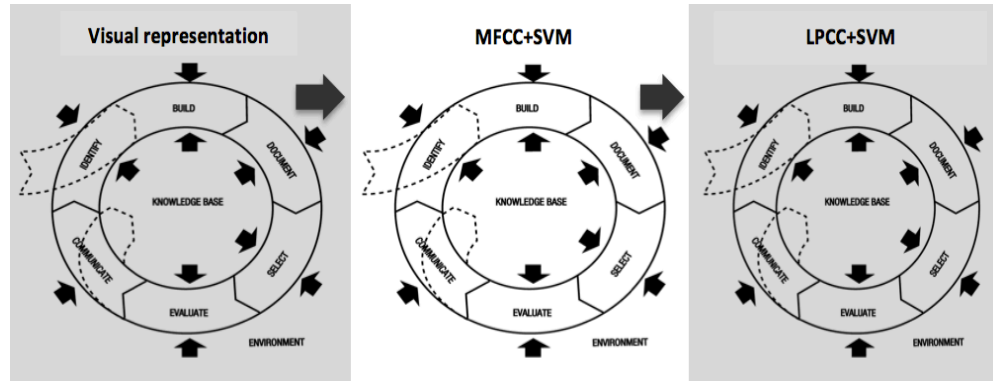 Visual representation
BUILD
IDENTIFY
DOCUMENT
KNOWLEDGE BASE
COMMUNICATE
SELECT
EVALUATE
ENVIRONMENT
MFCC+SVM
BUILD
IDENTIFY
DOCUMENT
KNOWLEDGE BASE
COMMUNICATE
SELECT
EVALUATE
ENVIRONMENT
LPCC+SVM
BUILD
IDENTIFY
DOCUMENT
KNOWLEDGE BASE
COMMUNICATE
SELECT
EVALUATE
ENVIRONMENT